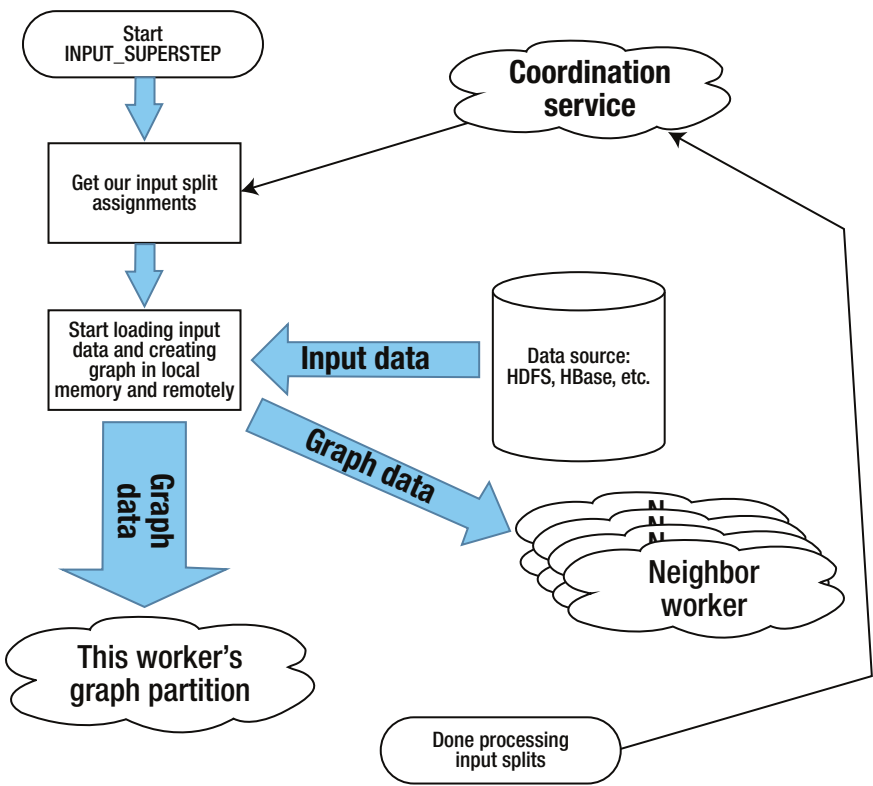 Start
INPUT_SUPERSTEP
Coordination
service
Get our input split
assignments
Start loading input
data and creating
graph in local
memory and remotely
Input data
Data source:
HDFS, HBase, etc.
Graph data
Graph
data
N
N
N
Neighbor
worker
This worker's
graph partition
Done processing
input splits